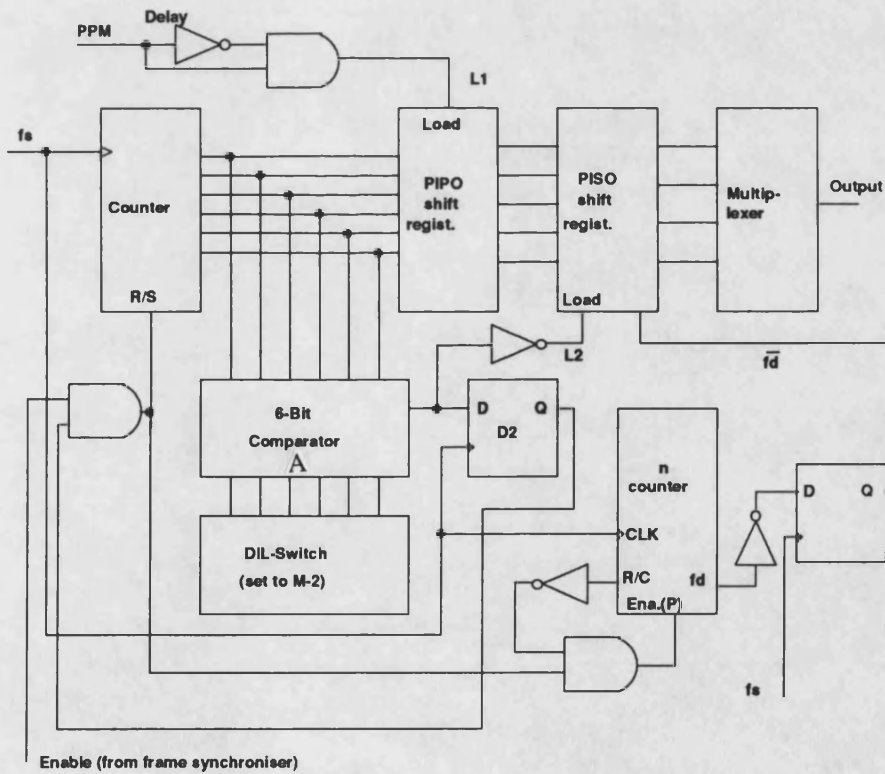 Delay
PPM
L1
fs
Load
Counter
PIPO
shift
regist.
PISO
shift
regist.
Multip-
lexer
Output
R/S
Load
L2
fd
6-Bit
Comparator
A
D Q
D2
n
counter
D Q
DIL-Switch
(set to M-2)
CLK
R/C fd
Ena.(P)
fs
Enable (from frame synchroniser)